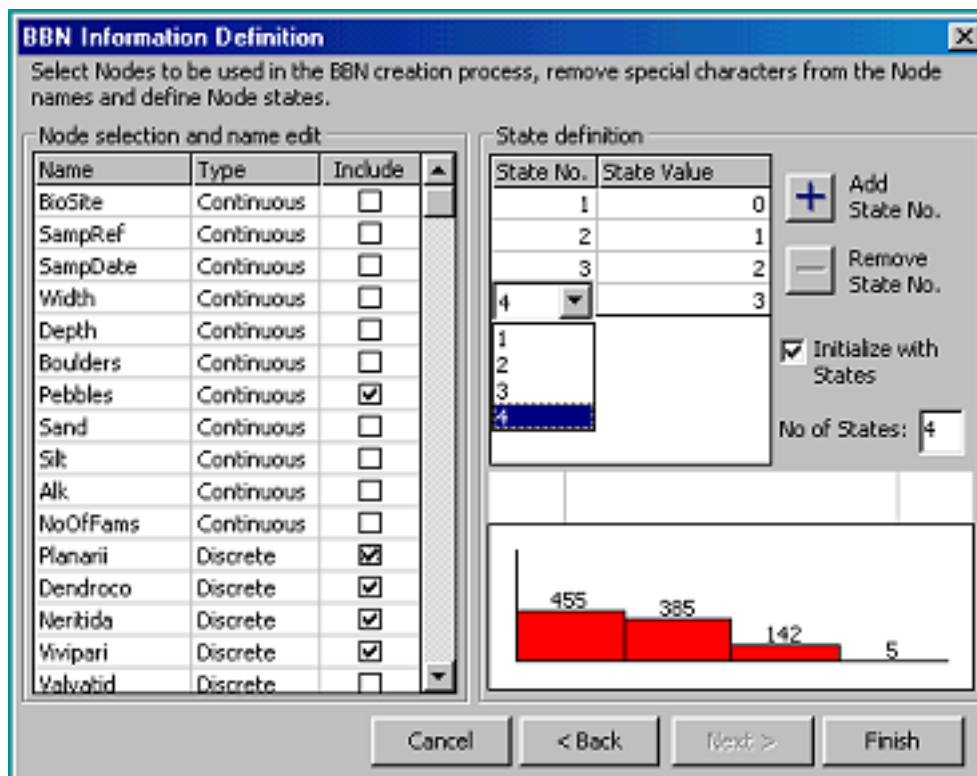 BBN Information Definition
Select Nodes to be used in the BBN creation process, remove special characters from the Node
names and define Node states.
Node selection and name edit
Name Type Include
BioSite Continuous
SampRef Continuous
SampDate Continuous
Width Continuous
Depth Continuous
Boulders Continuous
Pebbles Continuous
Sand Continuous
Silt Continuous
Alk Continuous
NoOfFams Continuous
Planarii Discrete
Dendroco Discrete
Neritida Discrete
Vivipari Discrete
Valvatid Discrete
State definition
State No. State Value
1 0
2 1
3 2
4 3
1
2
3
4
Add
State No.
Remove
State No.
Initialize with
States
No of States: 4
455 385 142 5
Cancel < Back Next > Finish